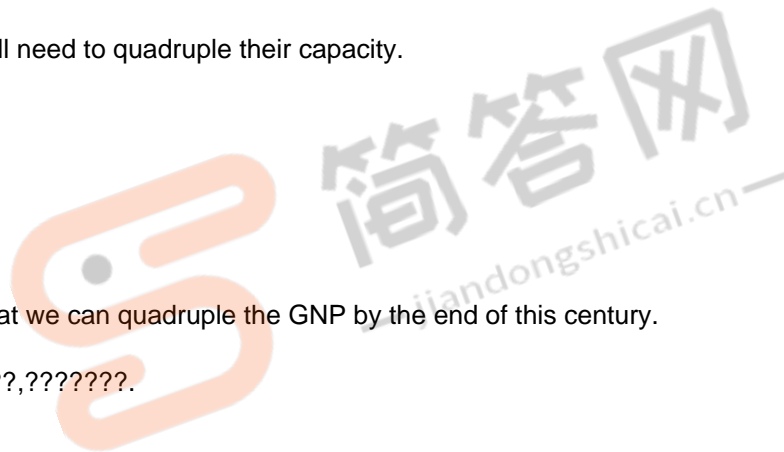 ll need to quadruple their capacity.
简答网
jiandongshicai.cn
at we can quadruple the GNP by the end of this century.
?,???????.